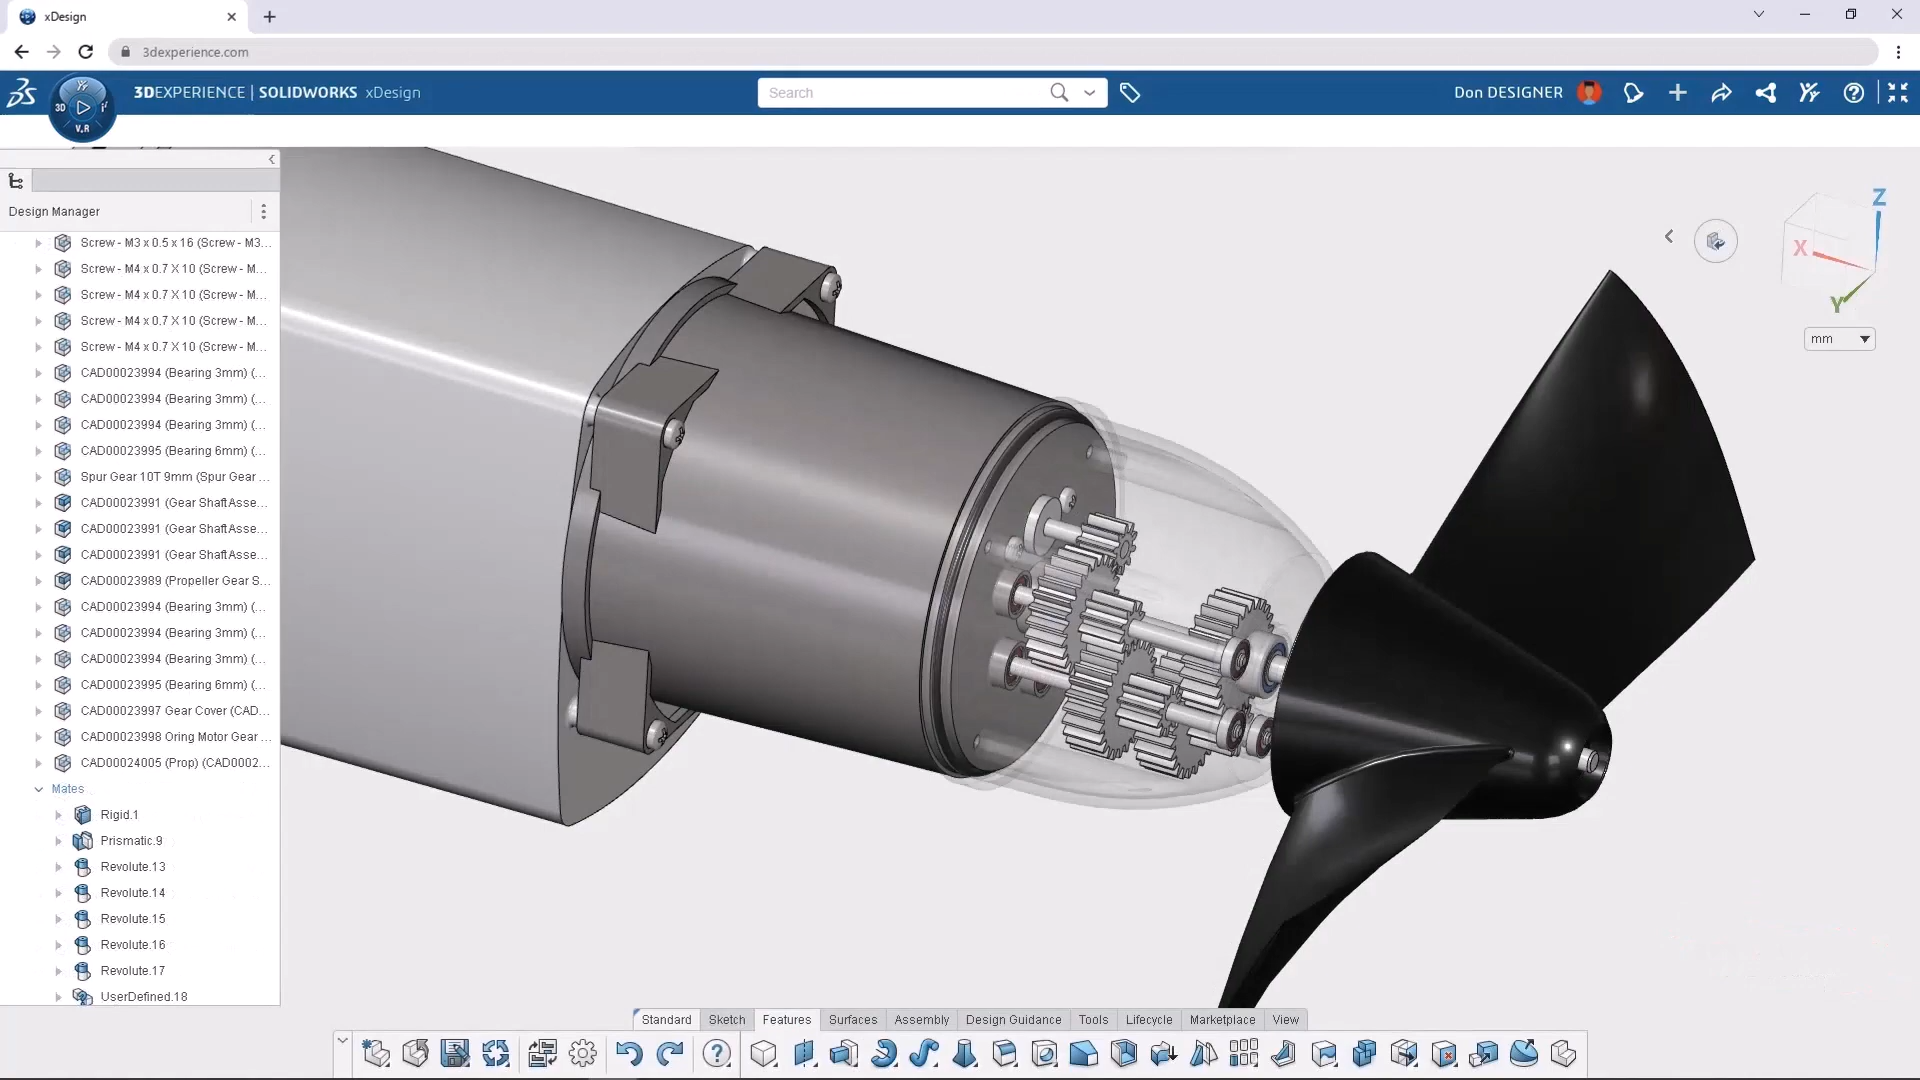 xDesign
3dexperience.com
3DEXPERIENCE | SOLIDWORKS xDesign
Search
Don DESIGNER
3D
V.R
Design Manager
Screw - M3 x 0.5 x 16 (Screw - M3...
Screw - M4 x 0.7 X 10 (Screw - M...
Screw - M4 x 0.7 X 10 (Screw - M...
Screw - M4 x 0.7 X 10 (Screw - M...
Screw - M4 x 0.7 X 10 (Screw - M...
CAD00023994 (Bearing 3mm) (...
CAD00023994 (Bearing 3mm) (...
CAD00023994 (Bearing 3mm) (...
CAD00023995 (Bearing 6mm) (...
Spur Gear 10T 9mm (Spur Gear ...
CAD00023991 (Gear ShaftAsse...
CAD00023991 (Gear ShaftAsse...
CAD00023991 (Gear ShaftAsse...
CAD00023989 (Propeller Gear S...
CAD00023994 (Bearing 3mm) (...
CAD00023994 (Bearing 3mm) (...
CAD00023994 (Bearing 3mm) (...
CAD00023995 (Bearing 6mm) (...
CAD00023997 Gear Cover (CAD...
CAD00023998 Oring Motor Gear ...
CAD00024005 (Prop) (CAD0002...
Mates
Rigid.1
Prismatic.9
Revolute.13
Revolute.14
Revolute.15
Revolute.16
Revolute.17
UserDefined.18
Z
X
Y
mm
Standard Sketch Features Surfaces Assembly Design Guidance Tools Lifecycle Marketplace View